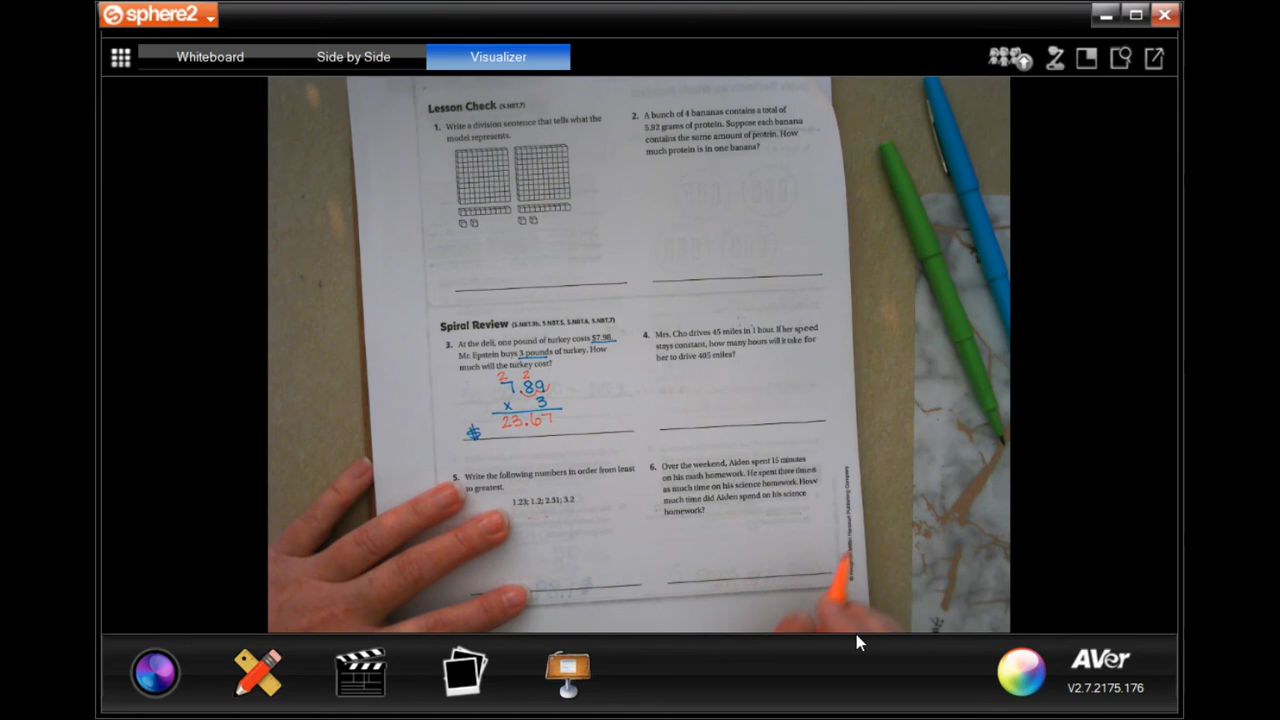 sphere2
Whiteboard
Side by Side
Visualizer
Lesson Check (5.NBT.7)
1. Write a division sentence that tells what the
model represents.
2. A bunch of 4 bananas contains a total of
5.92 grams of protein. Suppose each banana
contains the same amount of protein. How
much protein is in one banana?
Spiral Review
3. At the deli, one pound of turkey costs $7.98.
Mr. Epstein buys 3 pounds of turkey. How
much will the turkey cost?
2 2
7.89
x 3
23.67
$
4. Mrs. Cho drives 45 miles in 1 hour. If her speed
stays constant, how many hours will it take for
her to drive 405 miles?
5. Write the following numbers in order from least
to greatest.
1.23; 1.2; 2.31; 3.2
6. Over the weekend, Aiden spent 15 minutes
on his math homework. He spent three times
as much time on his science homework. How
much time did Aiden spend on his science
homework?
Publishing Company
AVer
V2.7.2175.176